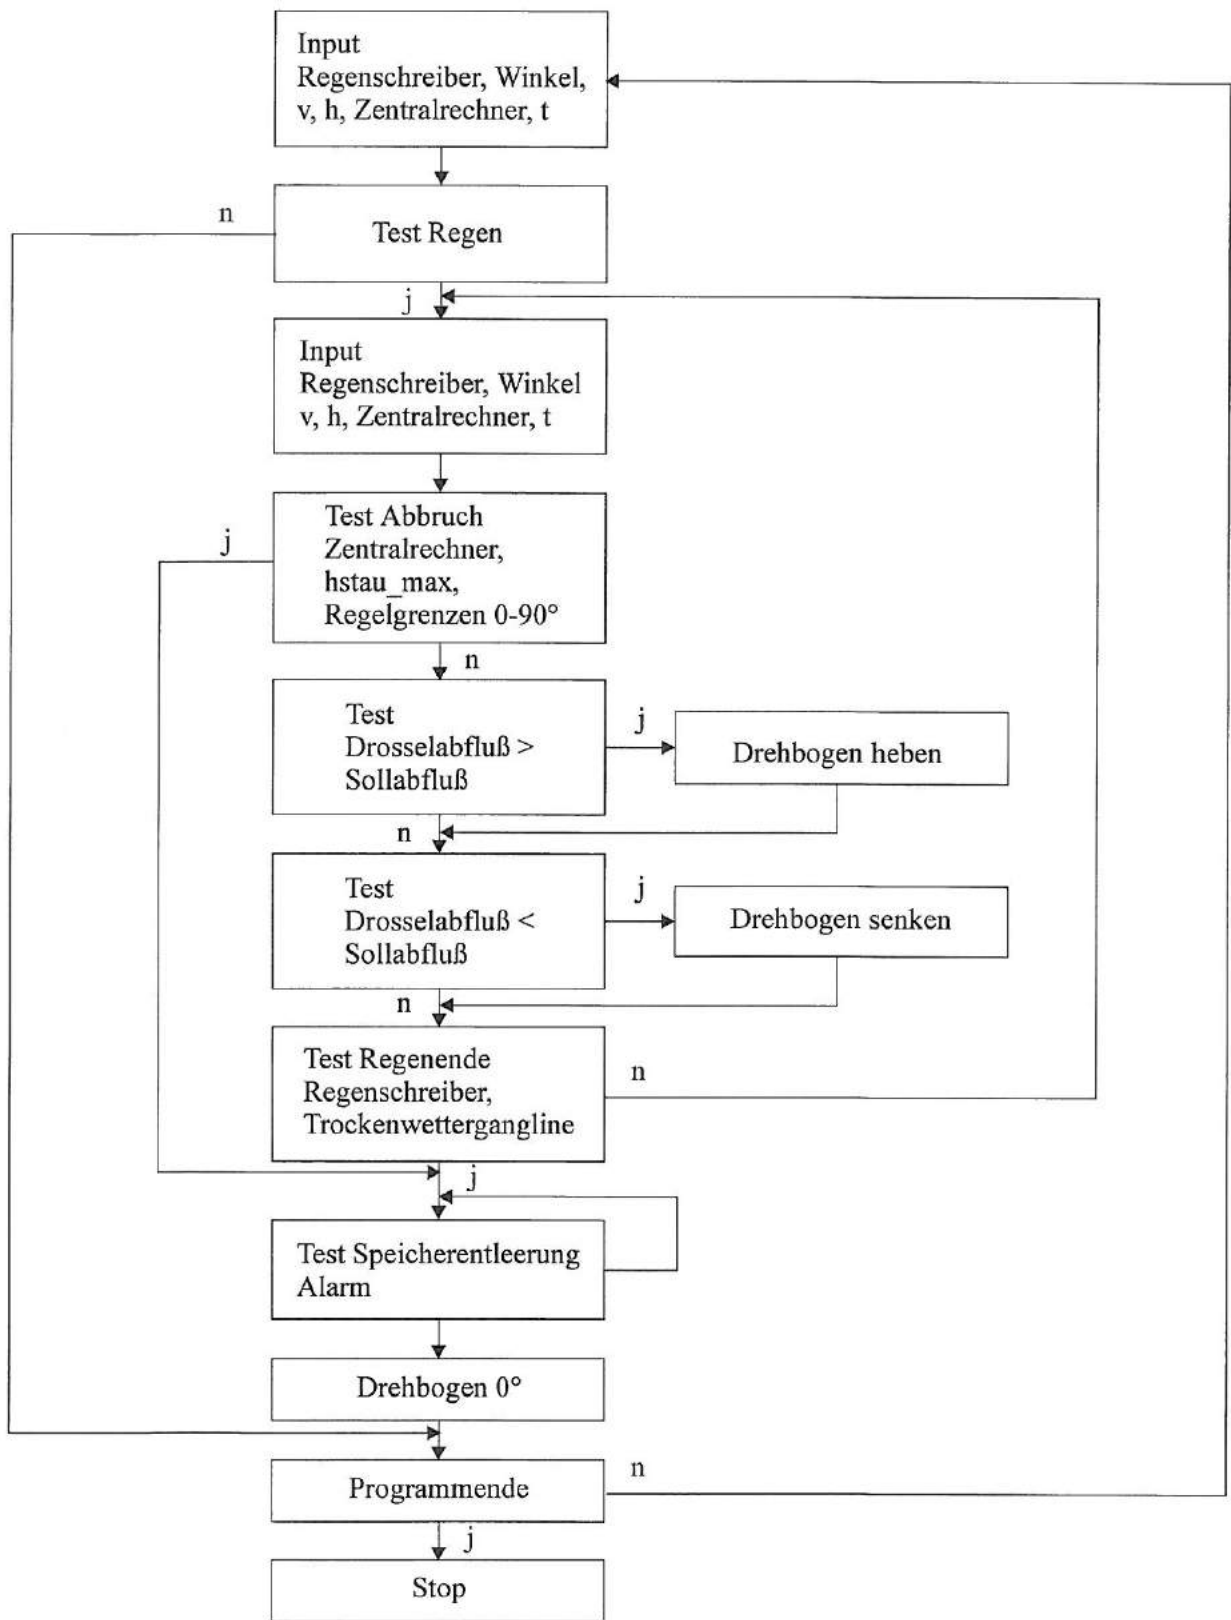 Input
Regenschreiber, Winkel,
v, h, Zentralrechner, t
n
Test Regen
j
Input
Regenschreiber, Winkel
v, h, Zentralrechner, t
j
Test Abbruch
Zentralrechner,
hstau_max,
Regelgrenzen 0-90°
n
Test
Drosselabfluß >
Sollabfluß
j
Drehbogen heben
n
Test
Drosselabfluß <
Sollabfluß
j
Drehbogen senken
n
Test Regenende
Regenschreiber,
Trockenwettergangline
n
j
Test Speicherentleerung
Alarm
Drehbogen 0°
Programmende
n
j
Stop